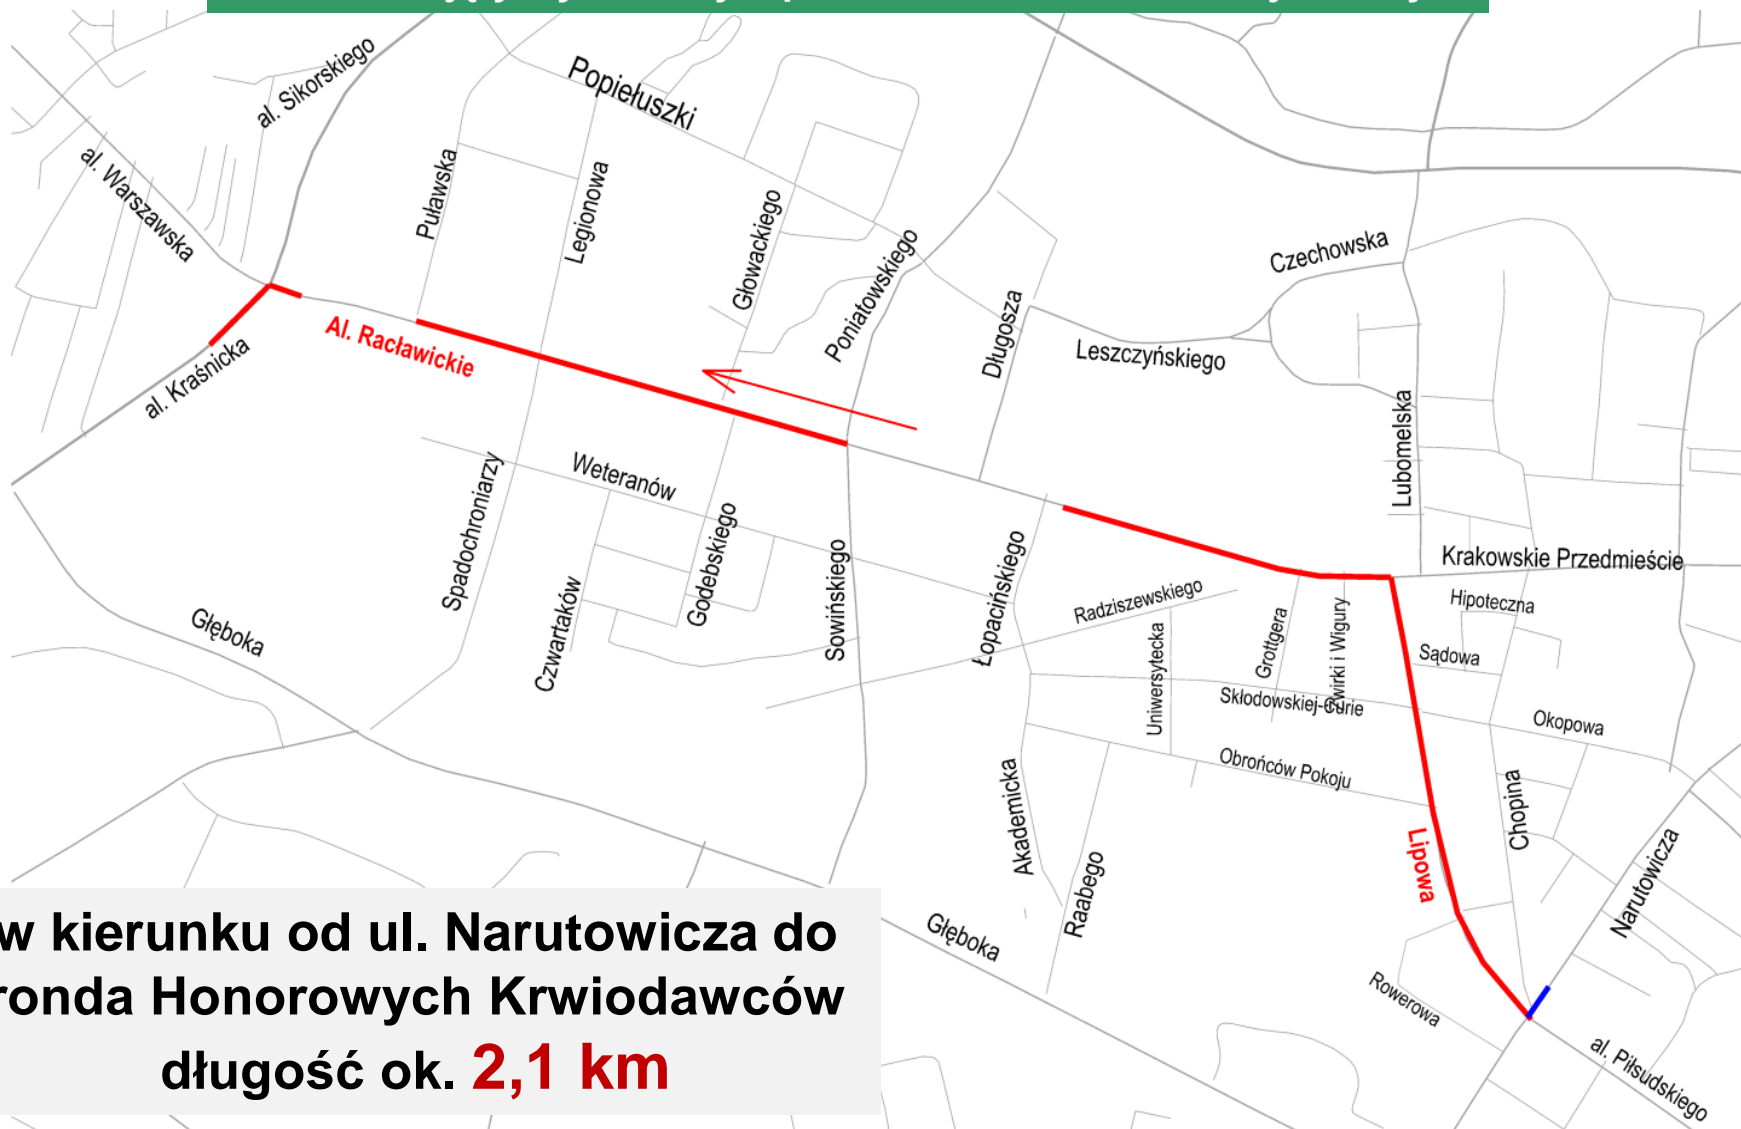 al. Sikorskiego
Popiełuszki
al. Warszawska
Puławska
Legionowa
Głowackiego
Poniatowskiego
Czechowska
Długosza
Al. Racławickie
al. Kraśnicka
Leszczyńskiego
Lubomelska
Weteranów
Spadochroniarzy
Godebskiego
Sowińskiego
Łopacińskiego
Krakowskie Przedmieście
Czwartaków
Radziszewskiego
Hipoteczna
Głęboka
Uniwersytecka
Grottgera
Żwirki i Wigury
Sądowa
Skłodowskiej-Curie
Okopowa
Obrońców Pokoju
Akademicka
Chopina
Raabego
Lipowa
Narutowicza
Głęboka
Rowerowa
al. Piłsudskiego
w kierunku od ul. Narutowicza do
ronda Honorowych Krwiodawców
długość ok. 2,1 km